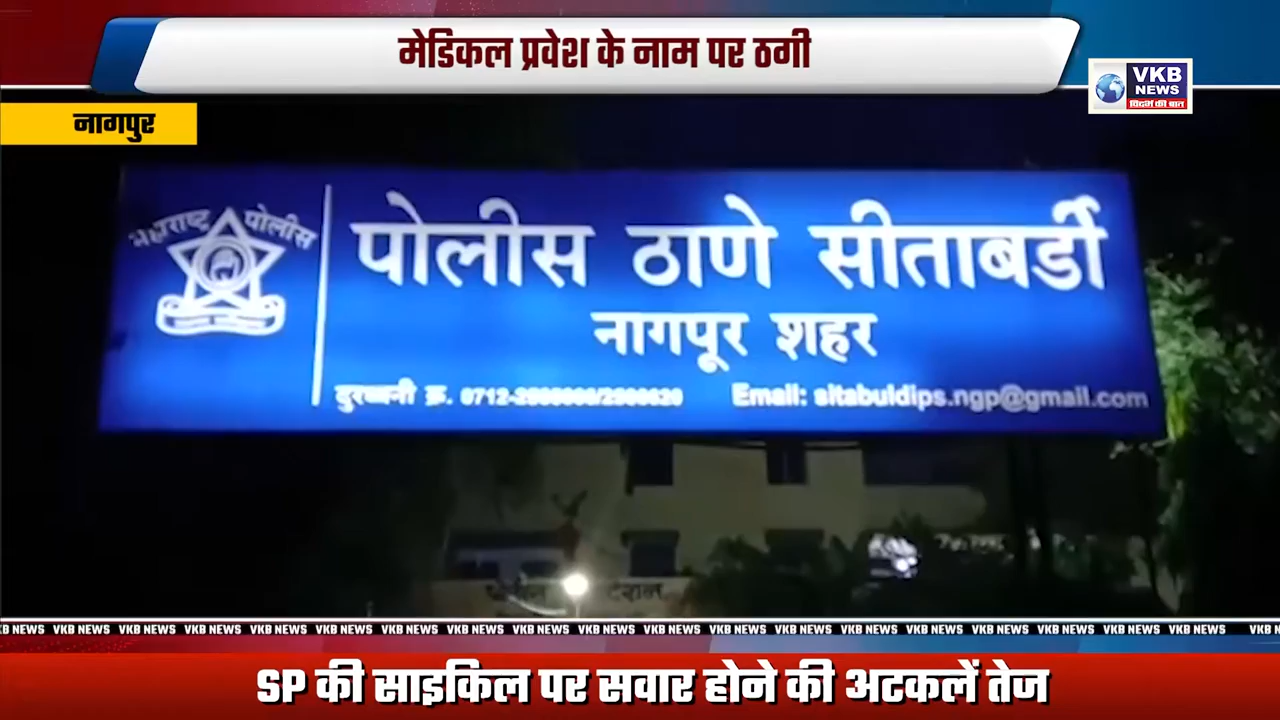 मेडिकल प्रवेश के नाम पर ठगी
VKB
NEWS
विदर्भ की बात
नागपुर
महाराष्ट्र पोलीस
पोलीस ठाणे सीताबर्डी
नागपूर शहर
दुरध्वनी क्र.
Email: sitabuldips.ngp@gmail.com
VKB NEWS VKB NEWS VKB NEWS VKB NEWS VKB NEWS VKB NEWS VKB NEWS VKB NEWS VKB NEWS VKB NEWS VKB NEWS VKB NEWS VKB NEWS VKB NEWS VKB NEWS VKB NEWS VKB NEWS VKB NEWS
SP की साइकिल पर सवार होने की अटकलें तेज